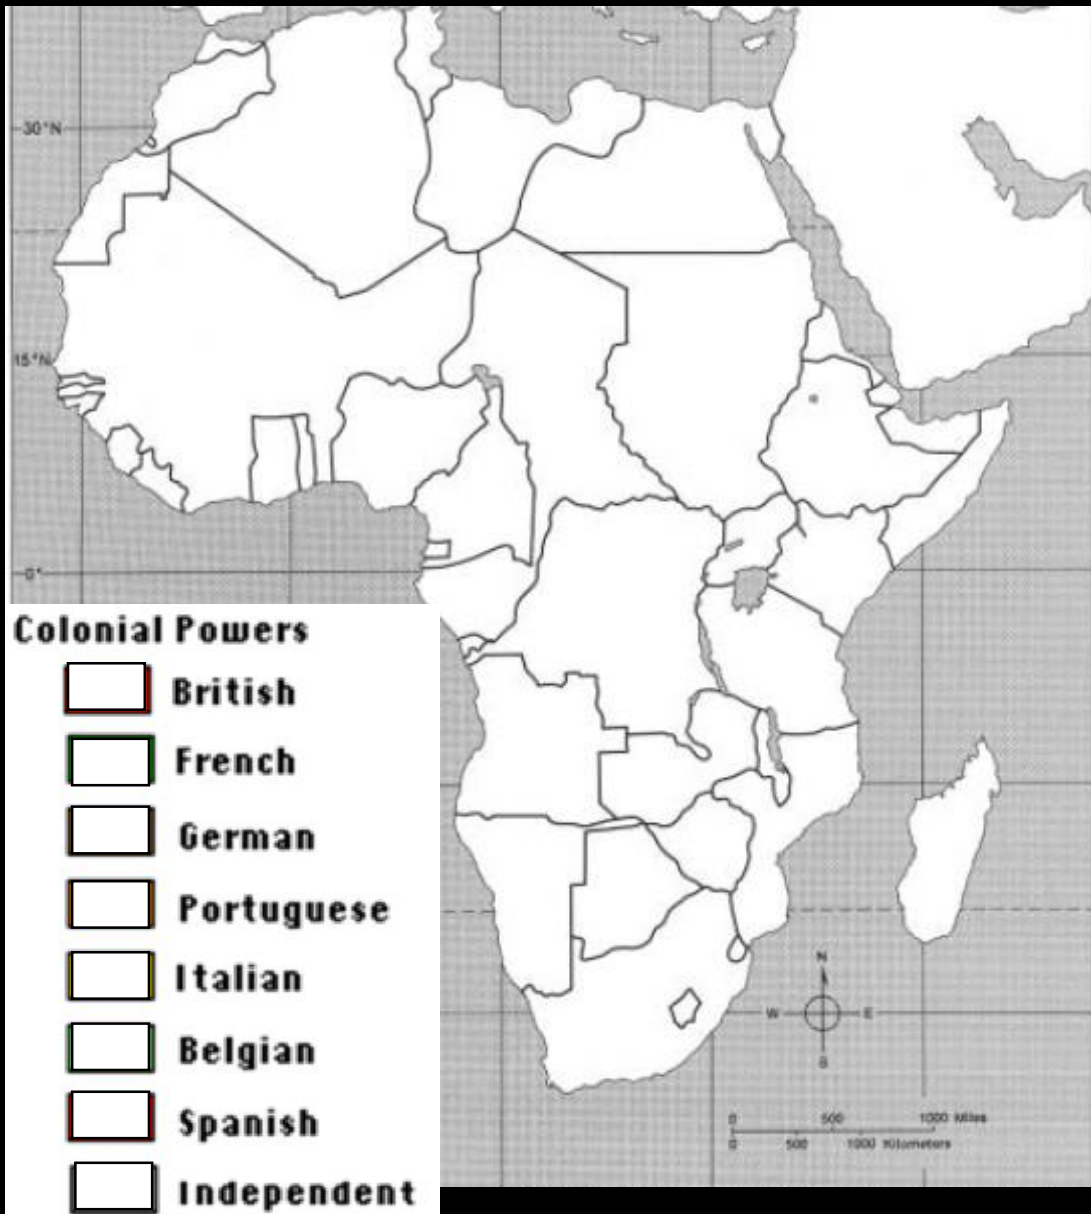 30°N
15°N
0°
Colonial Powers
British
French
German
Portuguese
Italian
Belgian
Spanish
Independent
N
W E
S
0 500 1000 Miles
0 500 1000 Kilometers